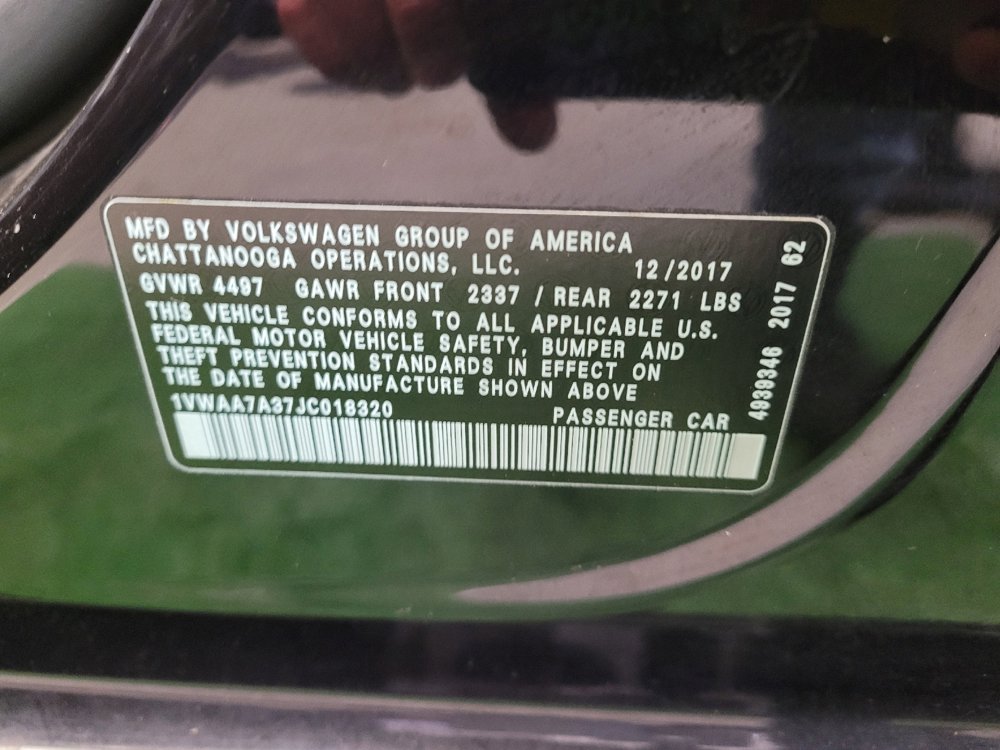 MFD BY VOLKSWAGEN GROUP OF AMERICA
CHATTANOOGA OPERATIONS, LLC. 12/2017
GVWR 4497 GAWR FRONT 2337 / REAR 2271 LBS
THIS VEHICLE CONFORMS TO ALL APPLICABLE U.S.
FEDERAL MOTOR VEHICLE SAFETY, BUMPER AND
THEFT PREVENTION STANDARDS IN EFFECT ON
THE DATE OF MANUFACTURE SHOWN ABOVE
1VWAA7A37JC018320 PASSENGER CAR
4939346 2017 62